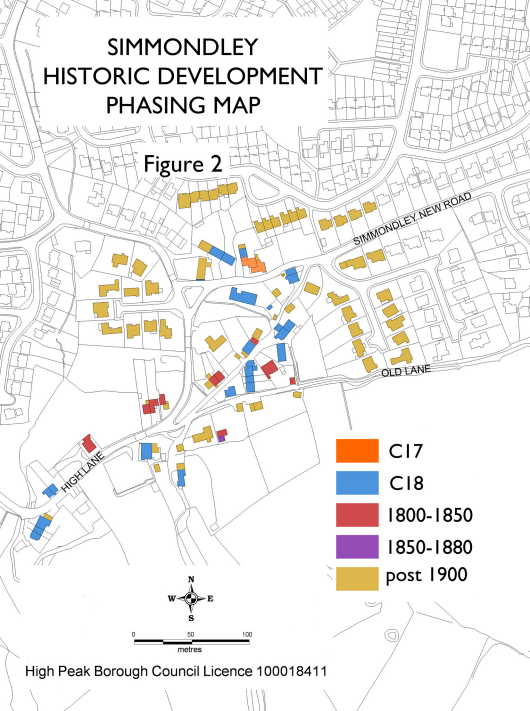 SIMMONDLEY
HISTORIC DEVELOPMENT
PHASING MAP
Figure 2
SIMMONDLEY NEW ROAD
OLD LANE
HIGH LANE
C17
C18
1800-1850
1850-1880
post 1900
N
W E
S
0 50 100
metres
High Peak Borough Council Licence 100018411